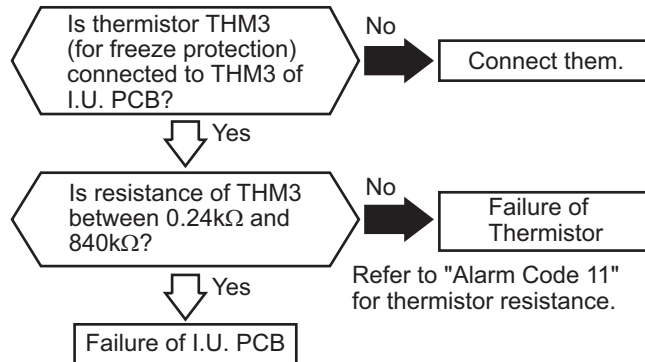 Is thermistor THM3
(for freeze protection)
connected to THM3 of
I.U. PCB?
No
Connect them.
Yes
Is resistance of THM3
between 0.24kΩ and
840kΩ?
No
Failure of
Thermistor
Refer to "Alarm Code 11"
for thermistor resistance.
Yes
Failure of I.U. PCB